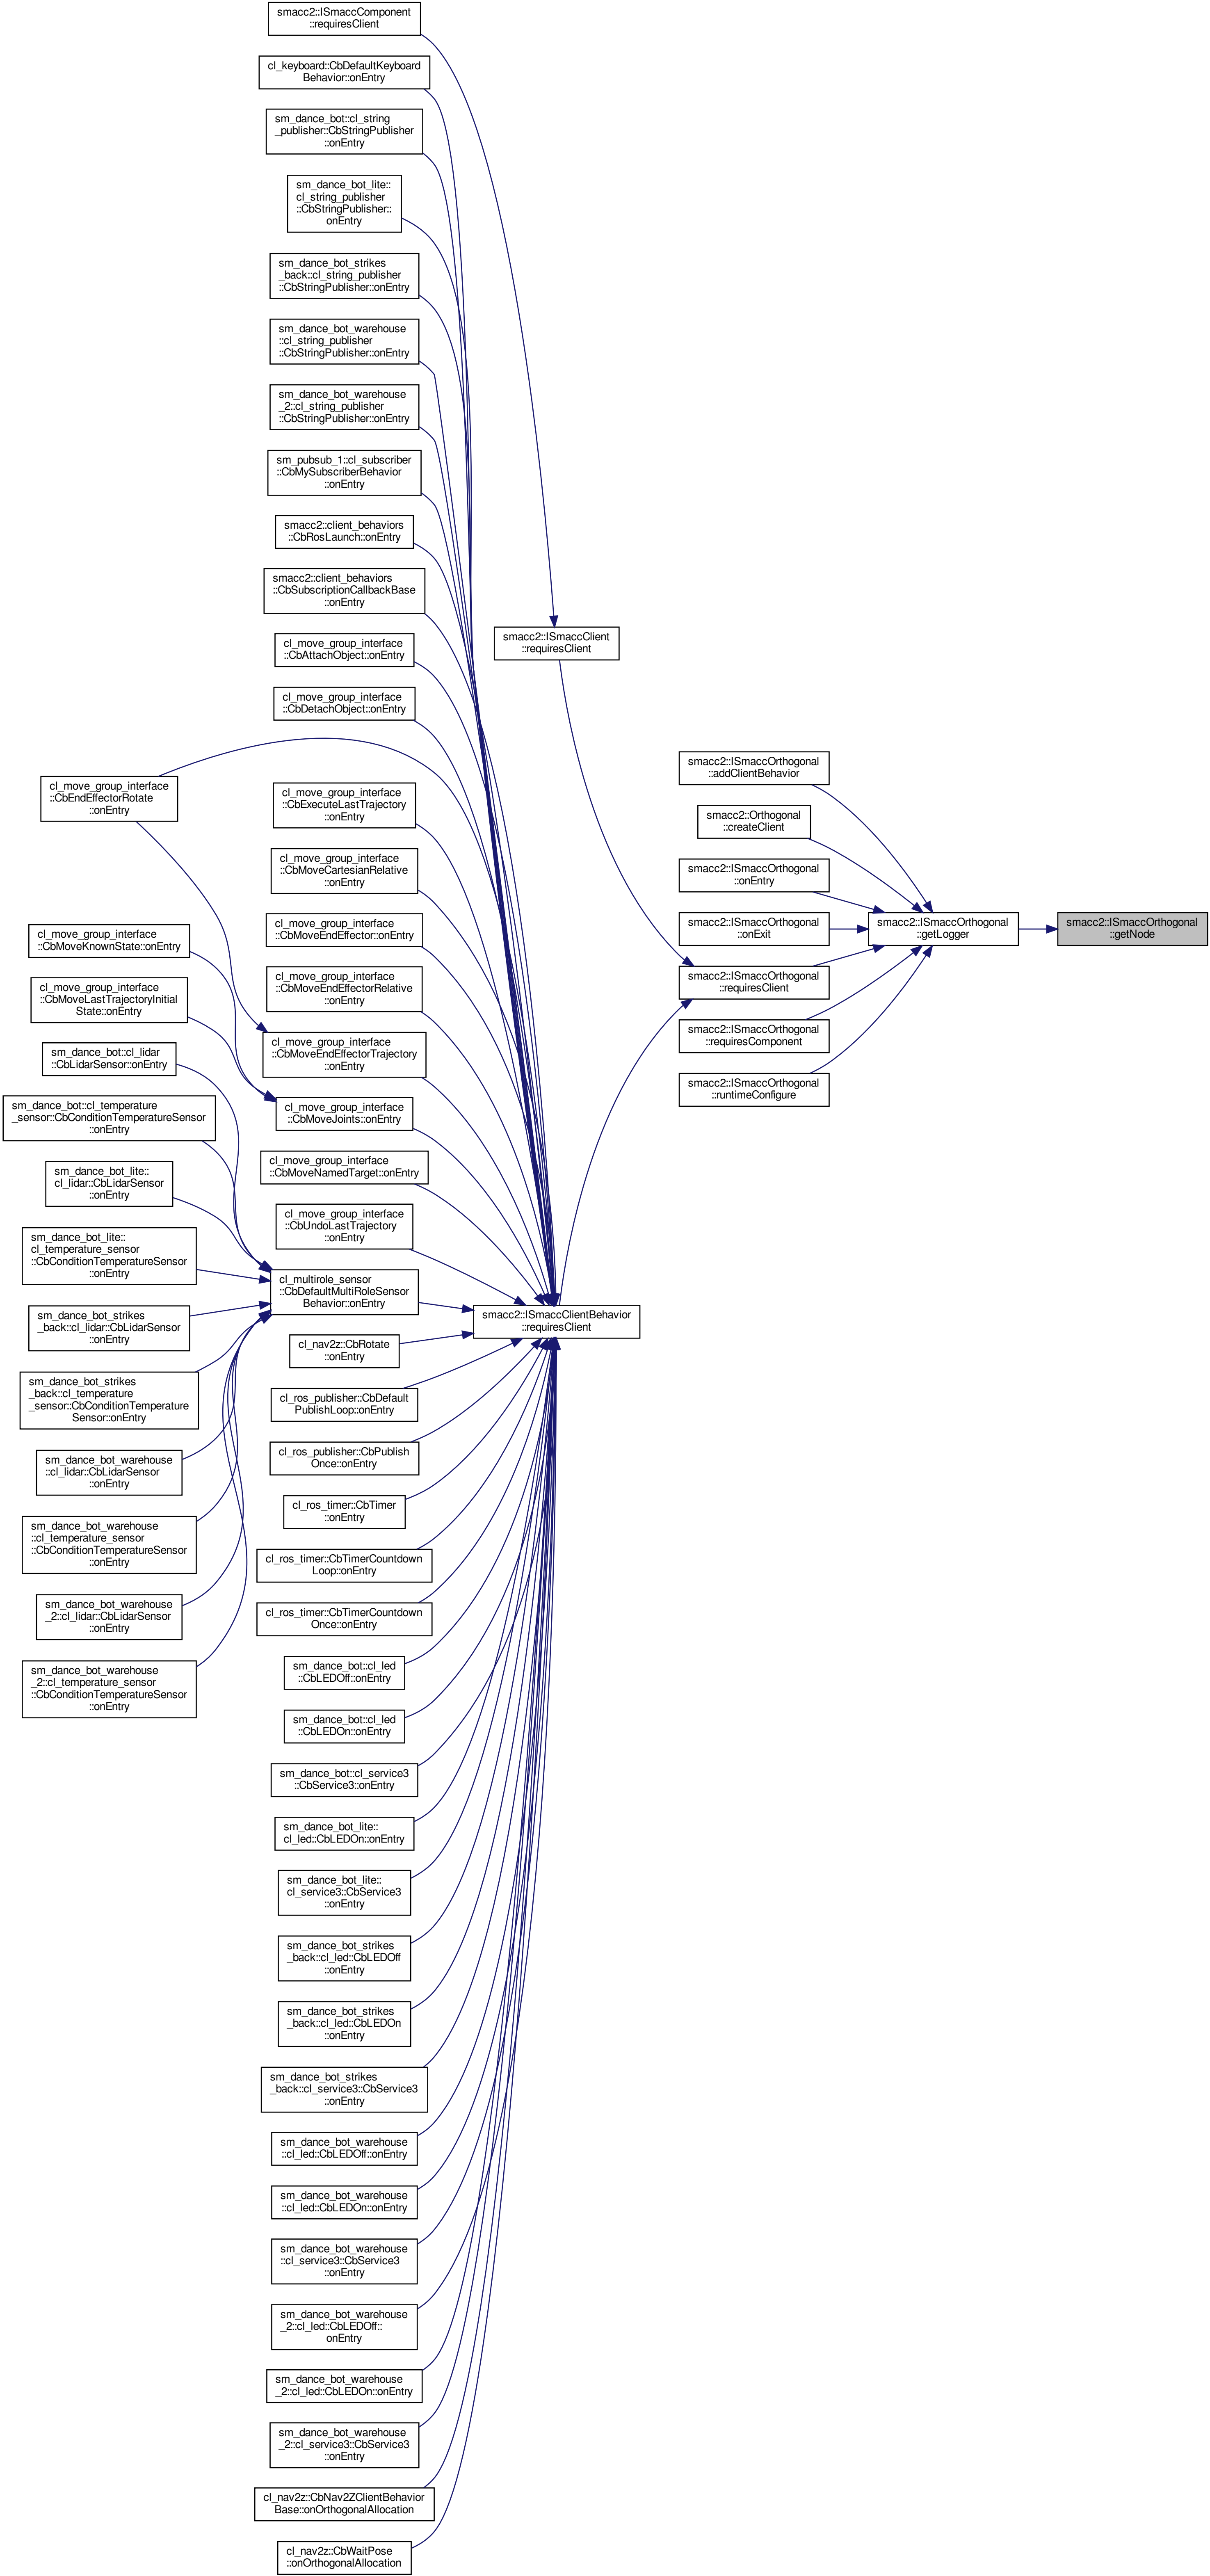 smacc2::ISmaccComponent
::requiresClient
cl_keyboard::CbDefaultKeyboard
Behavior::onEntry
sm_dance_bot::cl_string
_publisher::CbStringPublisher
::onEntry
sm_dance_bot_lite::
cl_string_publisher
::CbStringPublisher::
onEntry
sm_dance_bot_strikes
_back::cl_string_publisher
::CbStringPublisher::onEntry
sm_dance_bot_warehouse
::cl_string_publisher
::CbStringPublisher::onEntry
sm_dance_bot_warehouse
_2::cl_string_publisher
::CbStringPublisher::onEntry
sm_pubsub_1::cl_subscriber
::CbMySubscriberBehavior
::onEntry
smacc2::client_behaviors
::CbRosLaunch::onEntry
smacc2::client_behaviors
::CbSubscriptionCallbackBase
::onEntry
cl_move_group_interface
::CbAttachObject::onEntry
cl_move_group_interface
::CbDetachObject::onEntry
cl_move_group_interface
::CbEndEffectorRotate
::onEntry
cl_move_group_interface
::CbExecuteLastTrajectory
::onEntry
cl_move_group_interface
::CbMoveCartesianRelative
::onEntry
cl_move_group_interface
::CbMoveEndEffector::onEntry
cl_move_group_interface
::CbMoveEndEffectorRelative
::onEntry
cl_move_group_interface
::CbMoveEndEffectorTrajectory
::onEntry
cl_move_group_interface
::CbMoveJoints::onEntry
cl_move_group_interface
::CbMoveKnownState::onEntry
cl_move_group_interface
::CbMoveLastTrajectoryInitial
State::onEntry
cl_move_group_interface
::CbMoveNamedTarget::onEntry
cl_move_group_interface
::CbUndoLastTrajectory
::onEntry
cl_multirole_sensor
::CbDefaultMultiRoleSensor
Behavior::onEntry
sm_dance_bot::cl_lidar
::CbLidarSensor::onEntry
sm_dance_bot::cl_temperature
_sensor::CbConditionTemperatureSensor
::onEntry
sm_dance_bot_lite::
cl_lidar::CbLidarSensor
::onEntry
sm_dance_bot_lite::
cl_temperature_sensor
::CbConditionTemperatureSensor
::onEntry
sm_dance_bot_strikes
_back::cl_lidar::CbLidarSensor
::onEntry
sm_dance_bot_strikes
_back::cl_temperature
_sensor::CbConditionTemperature
Sensor::onEntry
sm_dance_bot_warehouse
::cl_lidar::CbLidarSensor
::onEntry
sm_dance_bot_warehouse
::cl_temperature_sensor
::CbConditionTemperatureSensor
::onEntry
sm_dance_bot_warehouse
_2::cl_lidar::CbLidarSensor
::onEntry
sm_dance_bot_warehouse
_2::cl_temperature_sensor
::CbConditionTemperatureSensor
::onEntry
cl_nav2z::CbRotate
::onEntry
cl_ros_publisher::CbDefault
PublishLoop::onEntry
cl_ros_publisher::CbPublish
Once::onEntry
cl_ros_timer::CbTimer
::onEntry
cl_ros_timer::CbTimerCountdown
Loop::onEntry
cl_ros_timer::CbTimerCountdown
Once::onEntry
sm_dance_bot::cl_led
::CbLEDOff::onEntry
sm_dance_bot::cl_led
::CbLEDOn::onEntry
sm_dance_bot::cl_service3
::CbService3::onEntry
sm_dance_bot_lite::
cl_led::CbLEDOn::onEntry
sm_dance_bot_lite::
cl_service3::CbService3
::onEntry
sm_dance_bot_strikes
_back::cl_led::CbLEDOff
::onEntry
sm_dance_bot_strikes
_back::cl_led::CbLEDOn
::onEntry
sm_dance_bot_strikes
_back::cl_service3::CbService3
::onEntry
sm_dance_bot_warehouse
::cl_led::CbLEDOff::onEntry
sm_dance_bot_warehouse
::cl_led::CbLEDOn::onEntry
sm_dance_bot_warehouse
::cl_service3::CbService3
::onEntry
sm_dance_bot_warehouse
_2::cl_led::CbLEDOff::
onEntry
sm_dance_bot_warehouse
_2::cl_led::CbLEDOn::onEntry
sm_dance_bot_warehouse
_2::cl_service3::CbService3
::onEntry
cl_nav2z::CbNav2ZClientBehavior
Base::onOrthogonalAllocation
cl_nav2z::CbWaitPose
::onOrthogonalAllocation
smacc2::ISmaccClient
::requiresClient
smacc2::ISmaccClientBehavior
::requiresClient
smacc2::ISmaccOrthogonal
::addClientBehavior
smacc2::Orthogonal
::createClient
smacc2::ISmaccOrthogonal
::onEntry
smacc2::ISmaccOrthogonal
::onExit
smacc2::ISmaccOrthogonal
::requiresClient
smacc2::ISmaccOrthogonal
::requiresComponent
smacc2::ISmaccOrthogonal
::runtimeConfigure
smacc2::ISmaccOrthogonal
::getLogger
smacc2::ISmaccOrthogonal
::getNode